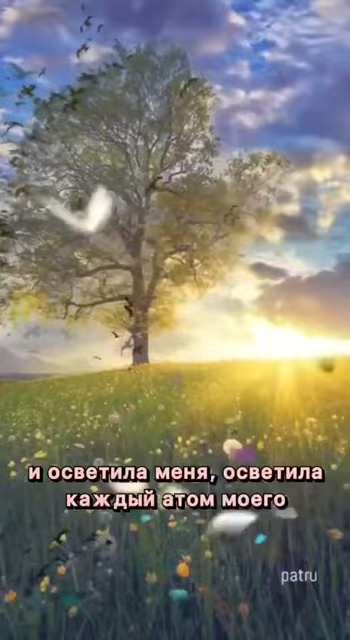 и осветила меня, осветила
каждый атом моего
patru